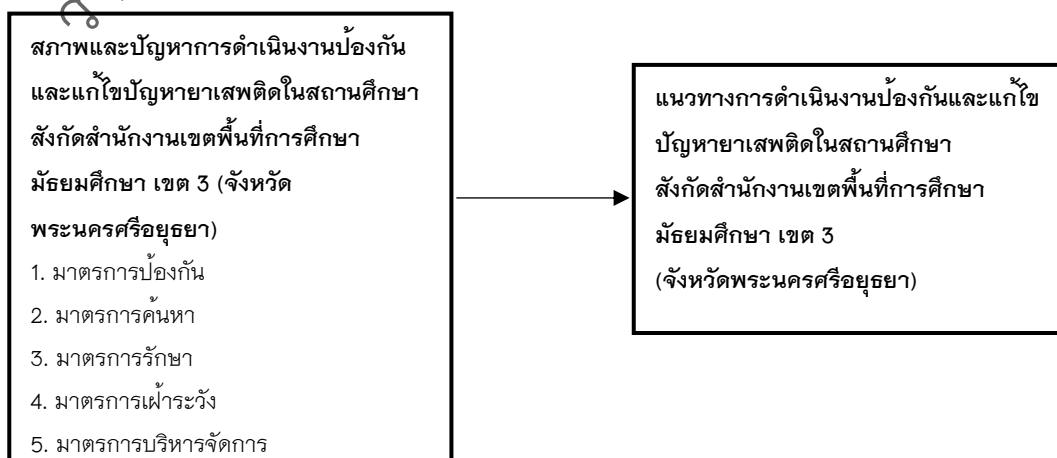 สภาพและปัญหาการดำเนินงานป้องกัน
และแก้ไขปัญหายาเสพติดในสถานศึกษา
สังกัดสำนักงานเขตพื้นที่การศึกษา
มัธยมศึกษา เขต 3 (จังหวัด
พระนครศรีอยุธยา)
1. มาตรการป้องกัน
2. มาตรการค้นหา
3. มาตรการรักษา
4. มาตรการเฝ้าระวัง
5. มาตรการบริหารจัดการ
แนวทางการดำเนินงานป้องกันและแก้ไข
ปัญหายาเสพติดในสถานศึกษา
สังกัดสำนักงานเขตพื้นที่การศึกษา
มัธยมศึกษา เขต 3
(จังหวัดพระนครศรีอยุธยา)